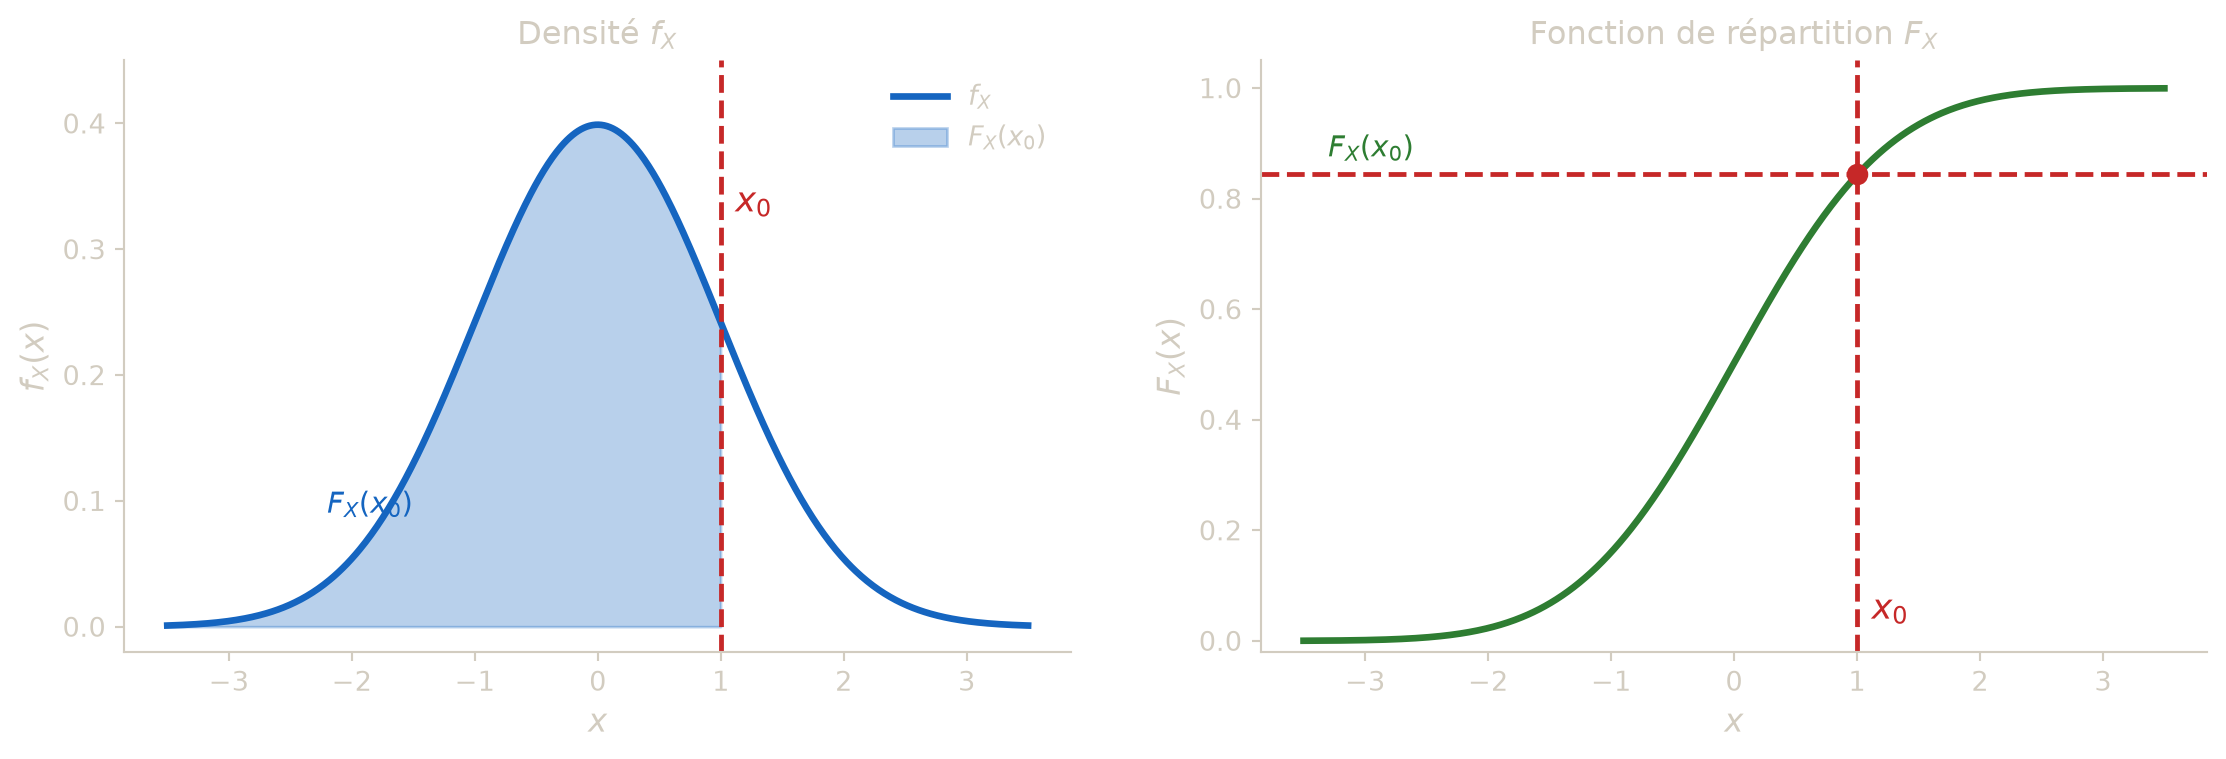 Densité f_X
f_X
F_X(x_0)
0.4
0.3
0.2
0.1
0.0
f_X(x)
x_0
F_X(x_0)
−3 −2 −1 0 1 2 3
x
Fonction de répartition F_X
1.0
0.8
0.6
0.4
0.2
0.0
F_X(x)
F_X(x_0)
x_0
−3 −2 −1 0 1 2 3
x